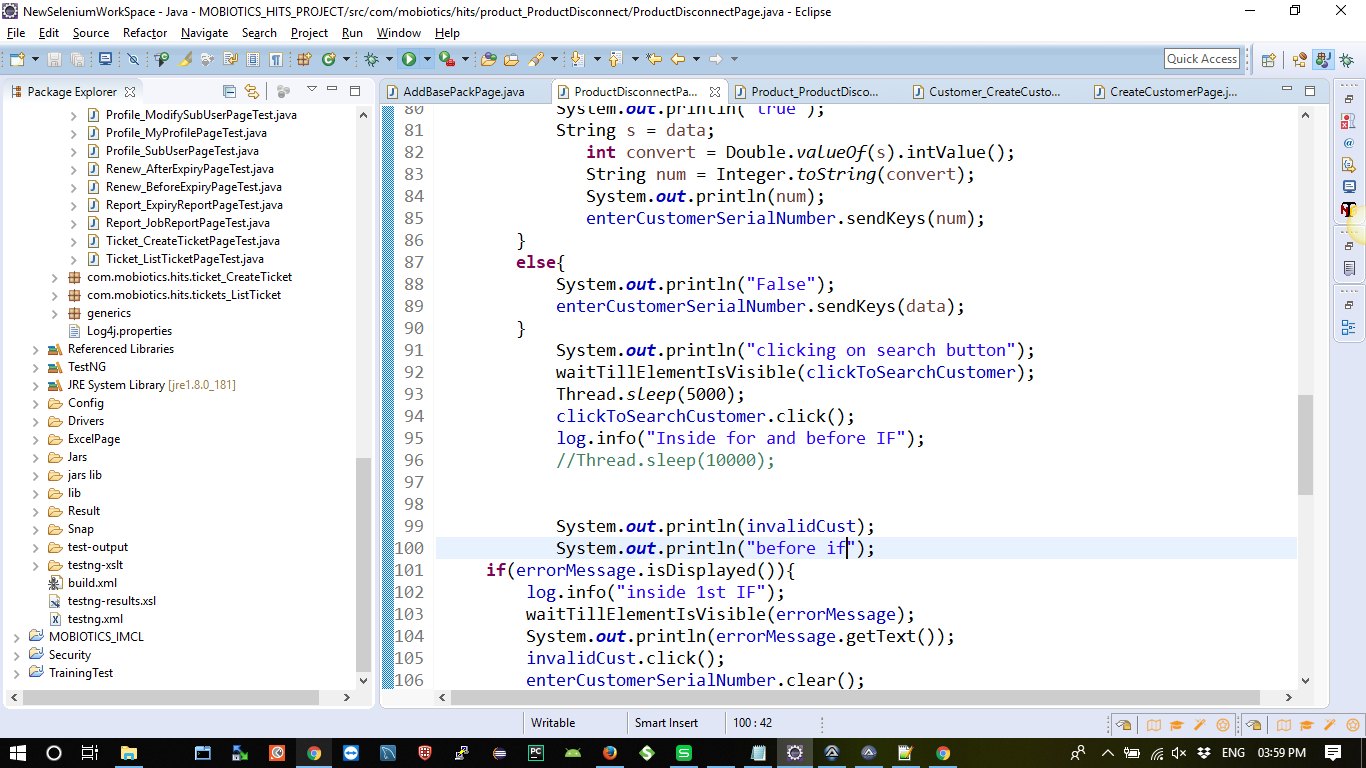 NewSeleniumWorkSpace - Java - MOBIOTICS_HITS_PROJECT/src/com/mobiotics/hits/product_ProductDisconnect/ProductDisconnectPage.java - Eclipse
File Edit Source Refactor Navigate Search Project Run Window Help
Quick Access
Package Explorer
AddBasePackPage.java ProductDisconnectPa... Product_ProductDisco... Customer_CreateCusto... CreateCustomerPage.j...
Profile_ModifySubUserPageTest.java
Profile_MyProfilePageTest.java
Profile_SubUserPageTest.java
Renew_AfterExpiryPageTest.java
Renew_BeforeExpiryPageTest.java
Report_ExpiryReportPageTest.java
Report_JobReportPageTest.java
Ticket_CreateTicketPageTest.java
Ticket_ListTicketPageTest.java
com.mobiotics.hits.ticket_CreateTicket
com.mobiotics.hits.tickets_ListTicket
generics
Log4j.properties
Referenced Libraries
TestNG
JRE System Library [jre1.8.0_181]
Config
Drivers
ExcelPage
Jars
jars lib
lib
Result
Snap
test-output
testng-xslt
build.xml
testng-results.xsl
testng.xml
MOBIOTICS_IMCL
Security
TrainingTest
80 System.out.println("true");
81 String s = data;
82 int convert = Double.valueOf(s).intValue();
83 String num = Integer.toString(convert);
84 System.out.println(num);
85 enterCustomerSerialNumber.sendKeys(num);
86 }
87 else{
88 System.out.println("False");
89 enterCustomerSerialNumber.sendKeys(data);
90 }
91 System.out.println("clicking on search button");
92 waitTillElementIsVisible(clickToSearchCustomer);
93 Thread.sleep(5000);
94 clickToSearchCustomer.click();
95 log.info("Inside for and before IF");
96 //Thread.sleep(10000);
97
98
99 System.out.println(invalidCust);
100 System.out.println("before if");
101 if(errorMessage.isDisplayed()){
102 log.info("inside 1st IF");
103 waitTillElementIsVisible(errorMessage);
104 System.out.println(errorMessage.getText());
105 invalidCust.click();
106 enterCustomerSerialNumber.clear();
Writable Smart Insert 100 : 42
ENG 03:59 PM